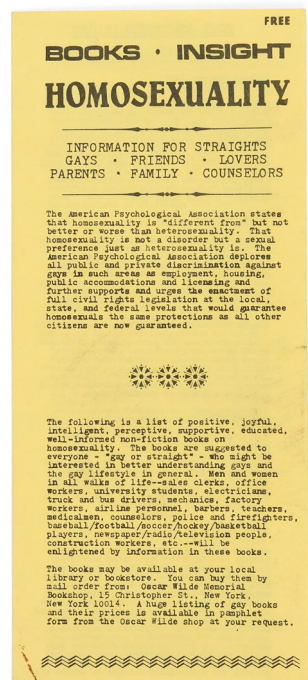 FREE
BOOKS · INSIGHT
HOMOSEXUALITY
INFORMATION FOR STRAIGHTS
GAYS · FRIENDS · LOVERS
PARENTS · FAMILY · COUNSELORS
The American Psychological Association states
that homosexuality is "different from" but not
better or worse than heterosexuality. That
homosexuality is not a disorder but a sexual
preference just as heterosexuality is. The
American Psychological Association deplores
all public and private discrimination against
gays in such areas as employment, housing,
public accommodations and licensing and
further supports and urges the enactment of
full civil rights legislation at the local,
state, and federal levels that would guarantee
homosexuals the same protections as all other
citizens are now guaranteed.
The following is a list of positive, joyful,
intelligent, perceptive, supportive, educated,
well-informed non-fiction books on
homosexuality. The books are suggested to
everyone - "gay or straight" - who might be
interested in better understanding gays and
the gay lifestyle in general. Men and women
in all walks of life--sales clerks, office
workers, university students, electricians,
truck and bus drivers, mechanics, factory
workers, airline personnel, barbers, teachers,
medicalmen, counselors, police and firefighters,
baseball/football/soccer/hockey/basketball
players, newspaper/radio/television people,
construction workers, etc.--will be
enlightened by information in these books.
The books may be available at your local
library or bookstore. You can buy them by
mail order from: Oscar Wilde Memorial
Bookshop, 15 Christopher St., New York,
New York 10014. A huge listing of gay books
and their prices is available in pamphlet
form from the Oscar Wilde shop at your request.